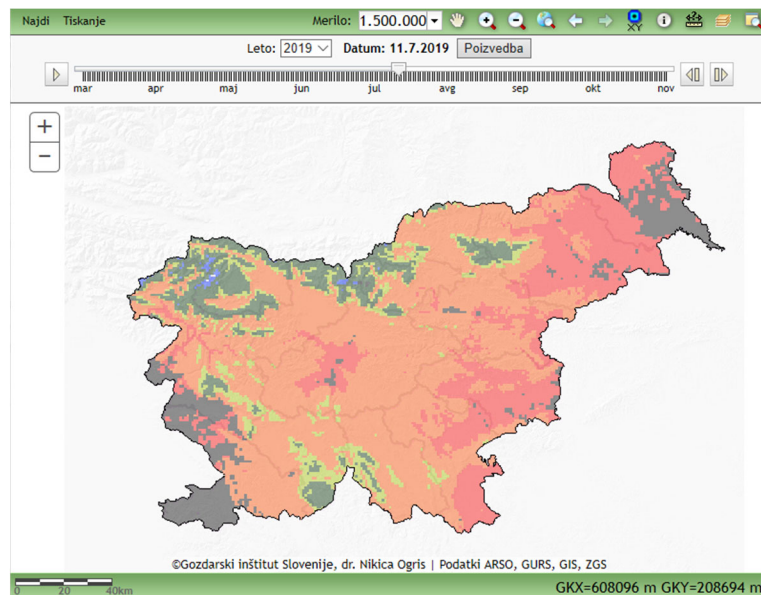 Najdi Tiskanje Merilo: 1.500.000 XY
Leto: 2019 Datum: 11.7.2019 Poizvedba
mar apr maj jun jul avg sep okt nov
+
−
©Gozdarski inštitut Slovenije, dr. Nikica Ogris | Podatki ARSO, GURS, GIS, ZGS
0 20 40km GKX=608096 m GKY=208694 m